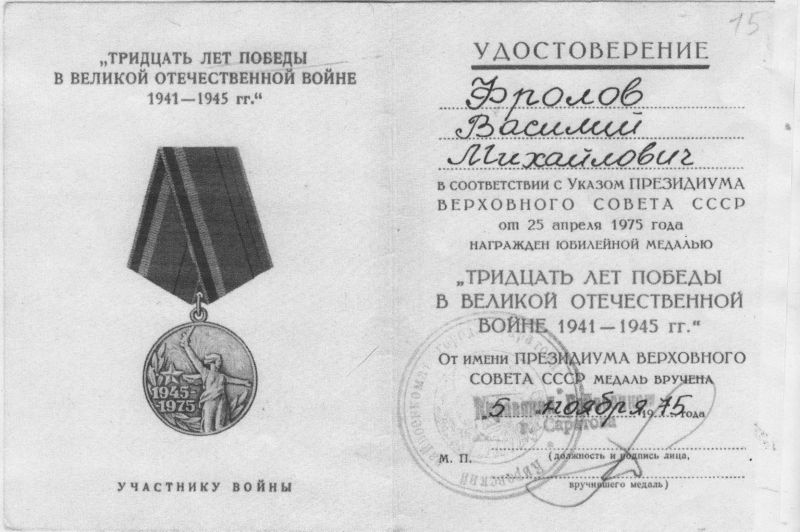 „ТРИДЦАТЬ ЛЕТ ПОБЕДЫ
В ВЕЛИКОЙ ОТЕЧЕСТВЕННОЙ ВОЙНЕ
1941—1945 гг.“
1945-
1975
УЧАСТНИКУ ВОЙНЫ
15
УДОСТОВЕРЕНИЕ
Фролов
Василий
Михайлович
В СООТВЕТСТВИИ С УКАЗОМ ПРЕЗИДИУМА
ВЕРХОВНОГО СОВЕТА СССР
от 25 апреля 1975 года
НАГРАЖДЕН ЮБИЛЕЙНОЙ МЕДАЛЬЮ
„ТРИДЦАТЬ ЛЕТ ПОБЕДЫ
В ВЕЛИКОЙ ОТЕЧЕСТВЕННОЙ
ВОЙНЕ 1941—1945 гг.“
ОТ ИМЕНИ ПРЕЗИДИУМА ВЕРХОВНОГО
СОВЕТА СССР МЕДАЛЬ ВРУЧЕНА
5 ноября 1975 года
г. Саратова
М. П.
(должность и подпись лица,
вручившего медаль)
Кировский